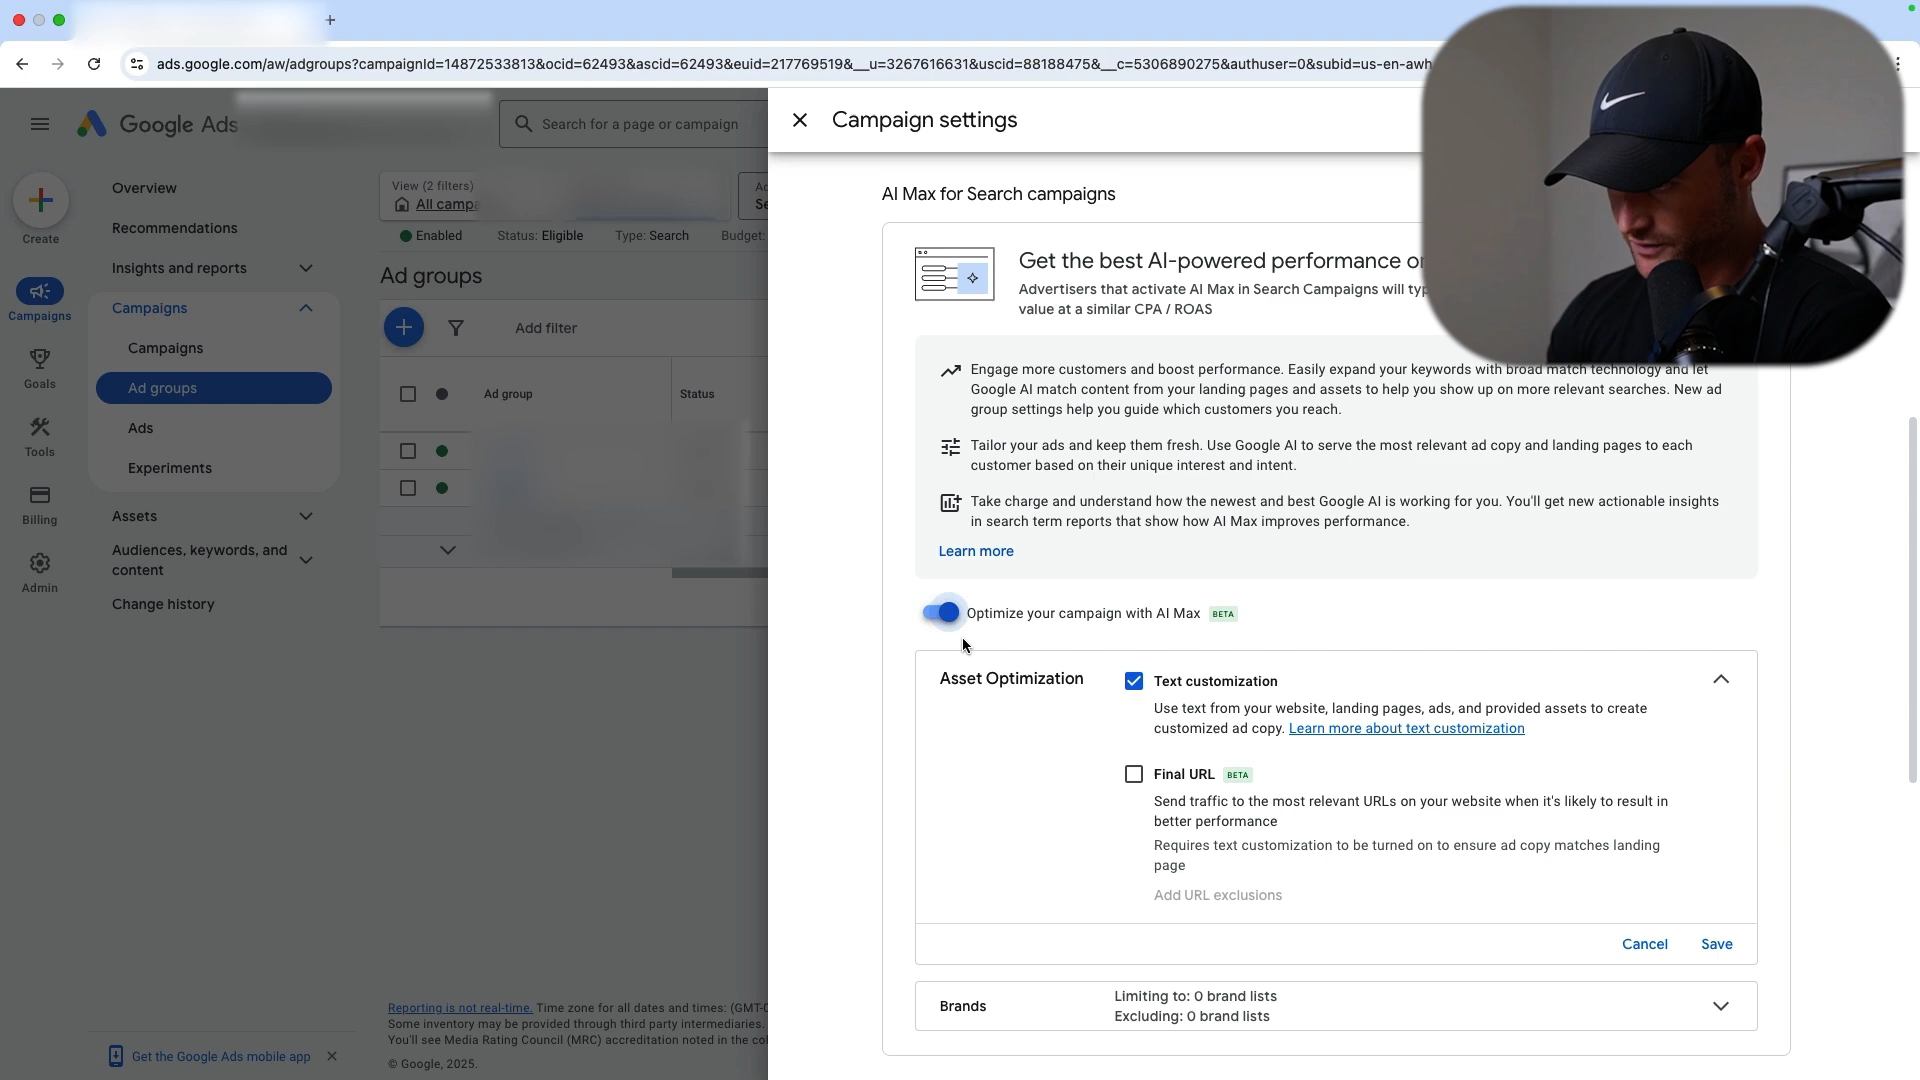 ads.google.com/aw/adgroups?campaignId=14872533813&ocid=62493&ascid=62493&euid=217769519&__u=3267616631&uscid=88188475&__c=5306890275&authuser=0&subid=us-en-awh
Google Ads
Search for a page or campaign
Campaign settings
Create
Campaigns
Goals
Tools
Billing
Admin
Overview
Recommendations
Insights and reports
Campaigns
Campaigns
Ad groups
Ads
Experiments
Assets
Audiences, keywords, and
content
Change history
Get the Google Ads mobile app
View (2 filters)
All campa
Enabled
Status: Eligible
Type: Search
Budget:
Ad groups
Add filter
Ad group
Status
Reporting is not real-time. Time zone for all dates and times: (GMT-0
Some inventory may be provided through third party intermediaries.
You'll see Media Rating Council (MRC) accreditation noted in the col
© Google, 2025.
AI Max for Search campaigns
Get the best AI-powered performance
Advertisers that activate AI Max in Search Campaigns will
value at a similar CPA / ROAS
Engage more customers and boost performance. Easily expand your keywords with broad match technology and let
Google AI match content from your landing pages and assets to help you show up on more relevant searches. New ad
group settings help you guide which customers you reach.
Tailor your ads and keep them fresh. Use Google AI to serve the most relevant ad copy and landing pages to each
customer based on their unique interest and intent.
Take charge and understand how the newest and best Google AI is working for you. You'll get new actionable insights
in search term reports that show how AI Max improves performance.
Learn more
Optimize your campaign with AI Max BETA
Asset Optimization
Text customization
Use text from your website, landing pages, ads, and provided assets to create
customized ad copy. Learn more about text customization
Final URL BETA
Send traffic to the most relevant URLs on your website when it's likely to result in
better performance
Requires text customization to be turned on to ensure ad copy matches landing
page
Add URL exclusions
Cancel
Save
Brands
Limiting to: 0 brand lists
Excluding: 0 brand lists